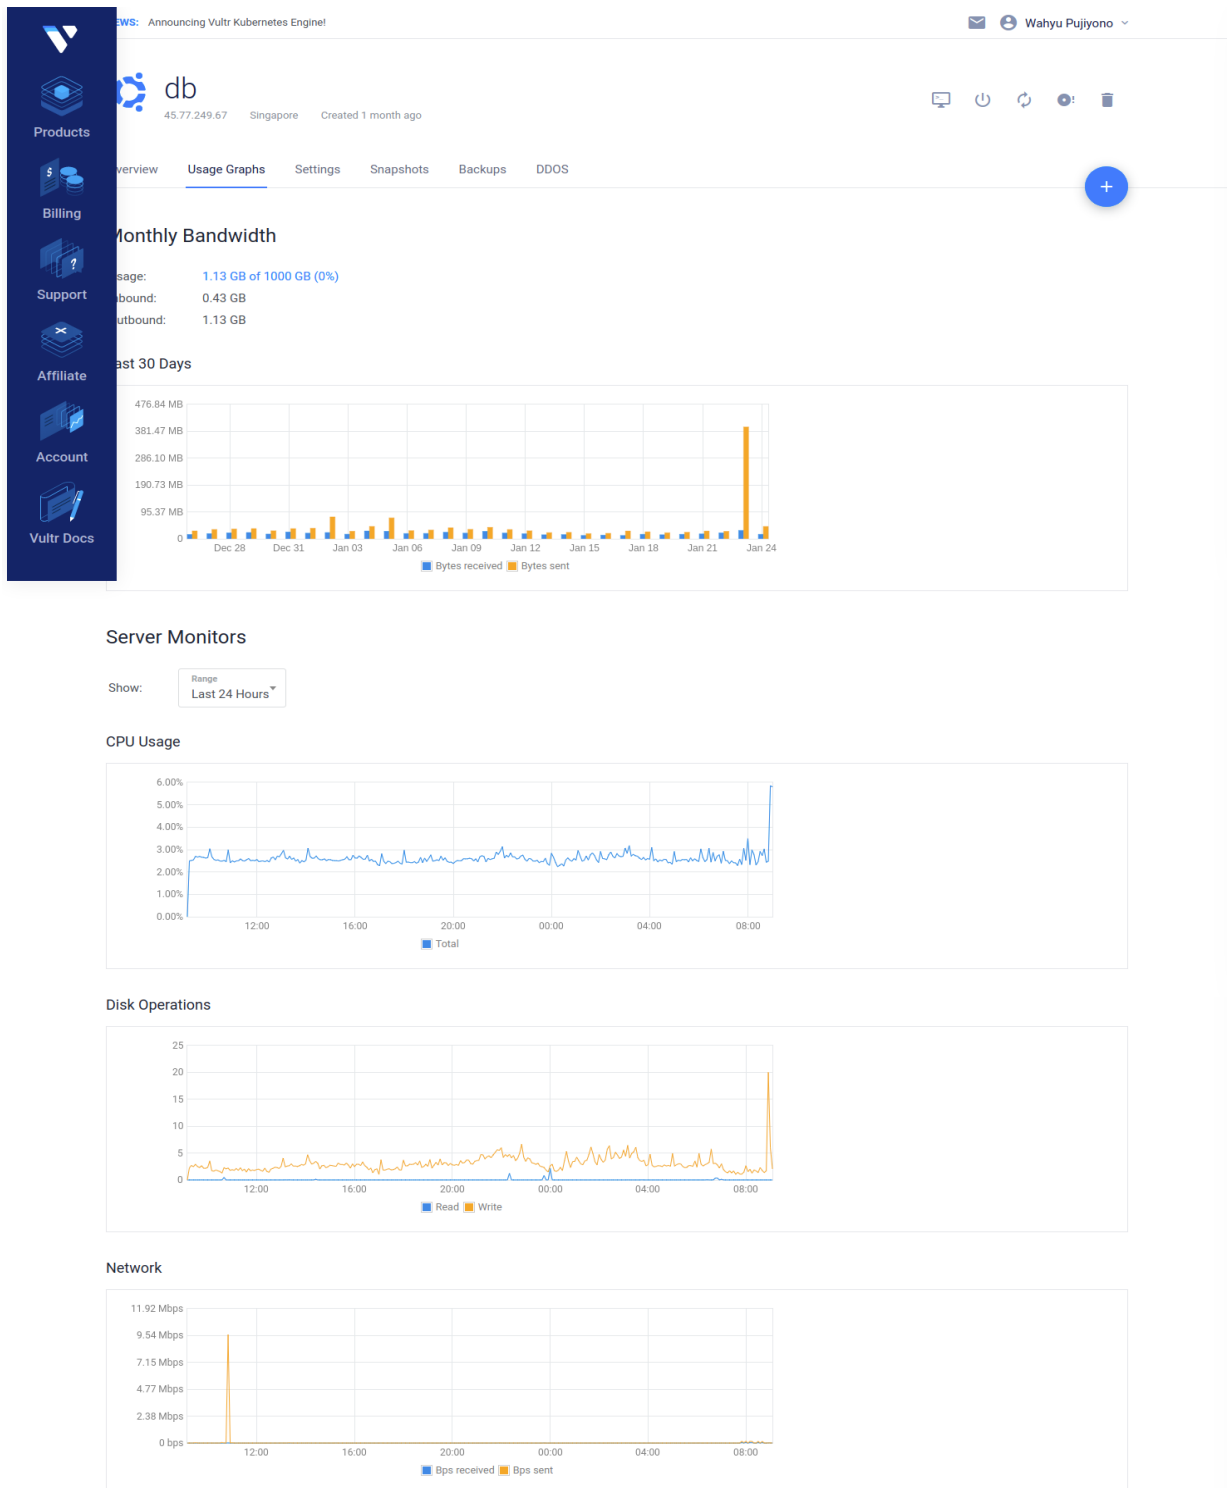 EWS: Announcing Vultr Kubernetes Engine!
Wahyu Pujiyono
Products
Billing
Support
Affiliate
Account
Vultr Docs
db
45.77.249.67 Singapore Created 1 month ago
verview Usage Graphs Settings Snapshots Backups DDOS
+
Monthly Bandwidth
sage: 1.13 GB of 1000 GB (0%)
bound: 0.43 GB
utbound: 1.13 GB
ast 30 Days
476.84 MB
381.47 MB
286.10 MB
190.73 MB
95.37 MB
0
Dec 28 Dec 31 Jan 03 Jan 06 Jan 09 Jan 12 Jan 15 Jan 18 Jan 21 Jan 24
Bytes received Bytes sent
Server Monitors
Show: Range
Last 24 Hours
CPU Usage
6.00%
5.00%
4.00%
3.00%
2.00%
1.00%
0.00%
12:00 16:00 20:00 00:00 04:00 08:00
Total
Disk Operations
25
20
15
10
5
0
12:00 16:00 20:00 00:00 04:00 08:00
Read Write
Network
11.92 Mbps
9.54 Mbps
7.15 Mbps
4.77 Mbps
2.38 Mbps
0 bps
12:00 16:00 20:00 00:00 04:00 08:00
Bps received Bps sent